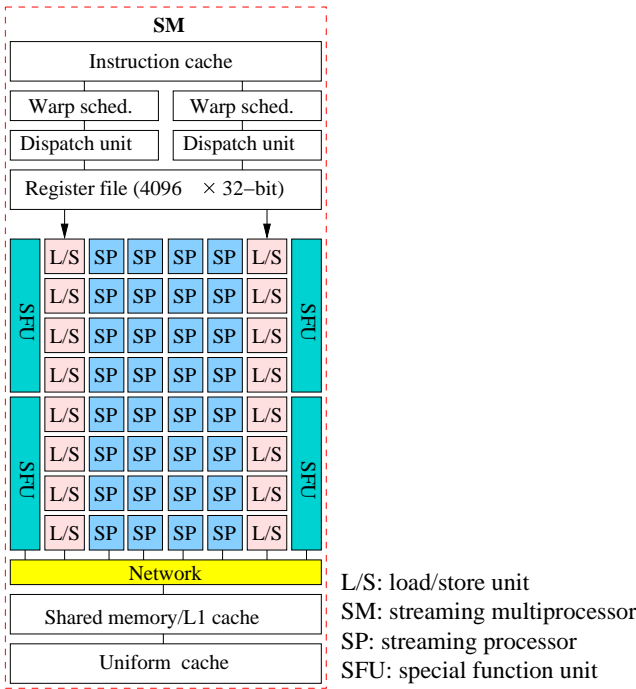 SM
Instruction cache
Warp sched. Warp sched.
Dispatch unit Dispatch unit
Register file (4096 × 32−bit)
SFU L/S SP SP SP SP L/S SFU
L/S SP SP SP SP L/S
L/S SP SP SP SP L/S
L/S SP SP SP SP L/S
SFU L/S SP SP SP SP L/S SFU
L/S SP SP SP SP L/S
L/S SP SP SP SP L/S
L/S SP SP SP SP L/S
Network
Shared memory/L1 cache
Uniform cache
L/S: load/store unit
SM: streaming multiprocessor
SP: streaming processor
SFU: special function unit